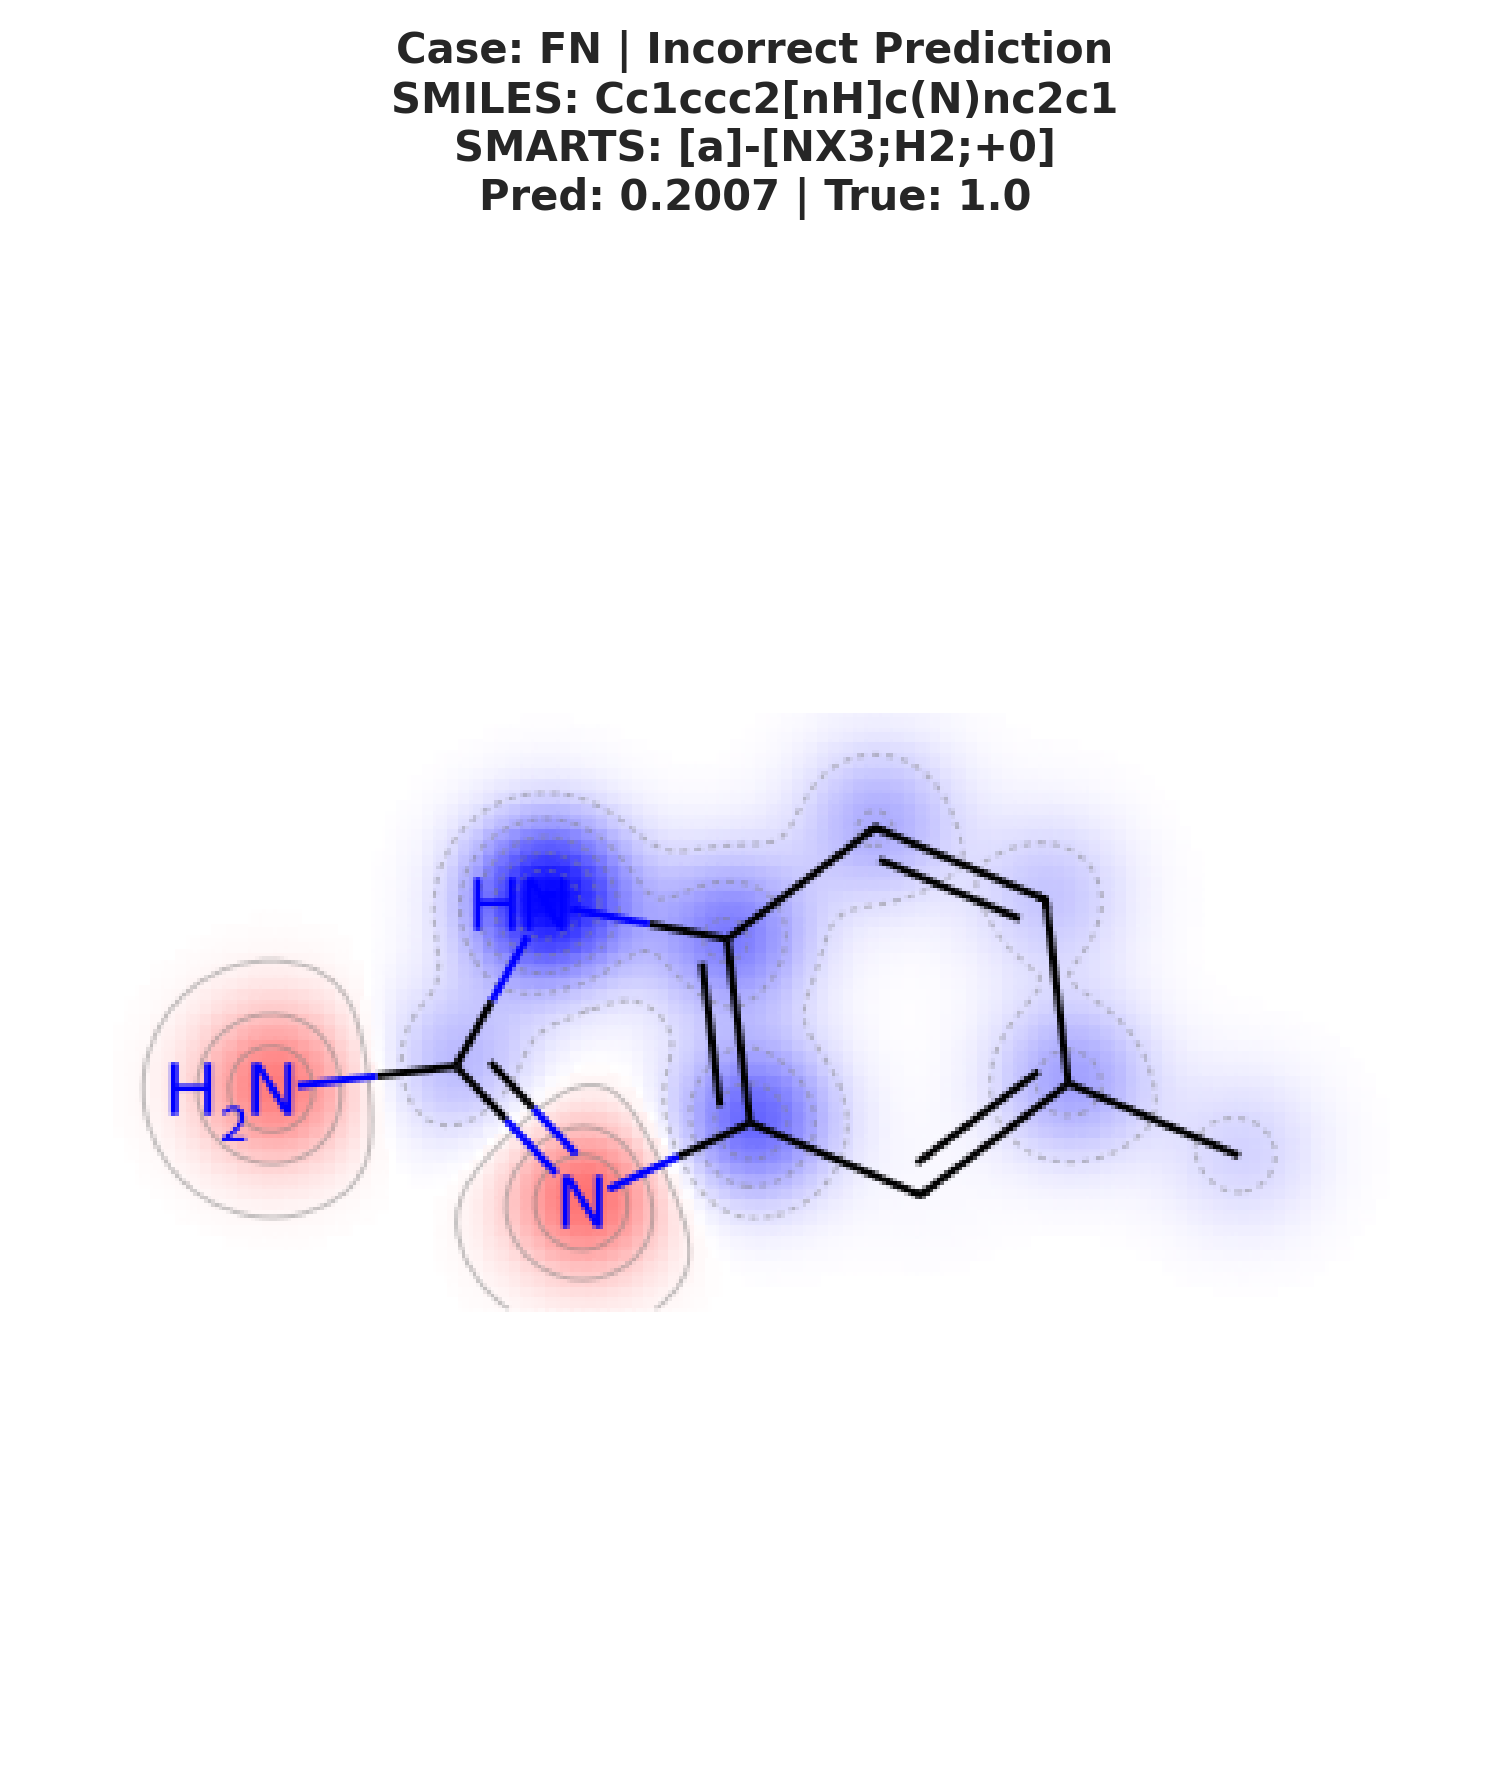 Case: FN | Incorrect Prediction
SMILES: Cc1ccc2[nH]c(N)nc2c1
SMARTS: [a]-[NX3;H2;+0]
Pred: 0.2007 | True: 1.0
HN
H2N
N